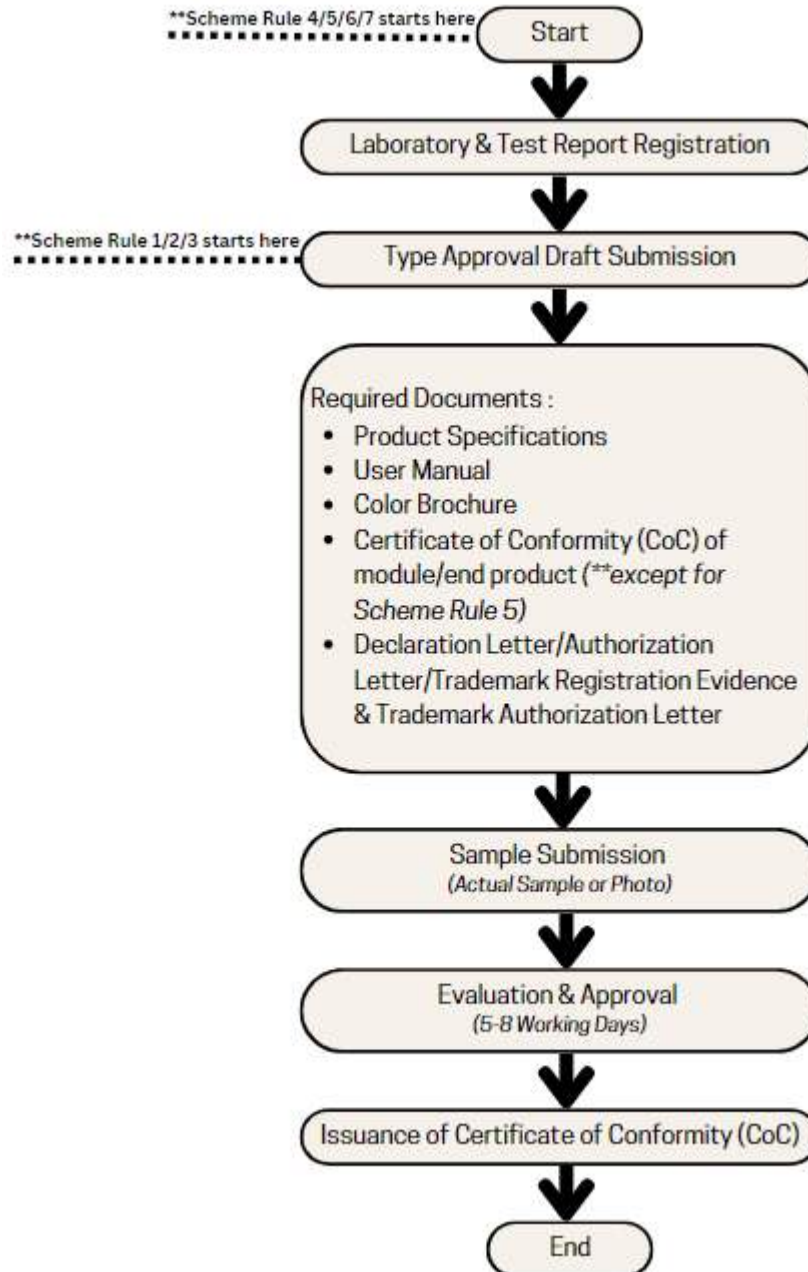 **Scheme Rule 4/5/6/7 starts here
Start
Laboratory & Test Report Registration
**Scheme Rule 1/2/3 starts here
Type Approval Draft Submission
Required Documents :
• Product Specifications
• User Manual
• Color Brochure
• Certificate of Conformity (CoC) of
module/end product (**except for
Scheme Rule 5)
• Declaration Letter/Authorization
Letter/Trademark Registration Evidence
& Trademark Authorization Letter
Sample Submission
(Actual Sample or Photo)
Evaluation & Approval
(5-8 Working Days)
Issuance of Certificate of Conformity (CoC)
End